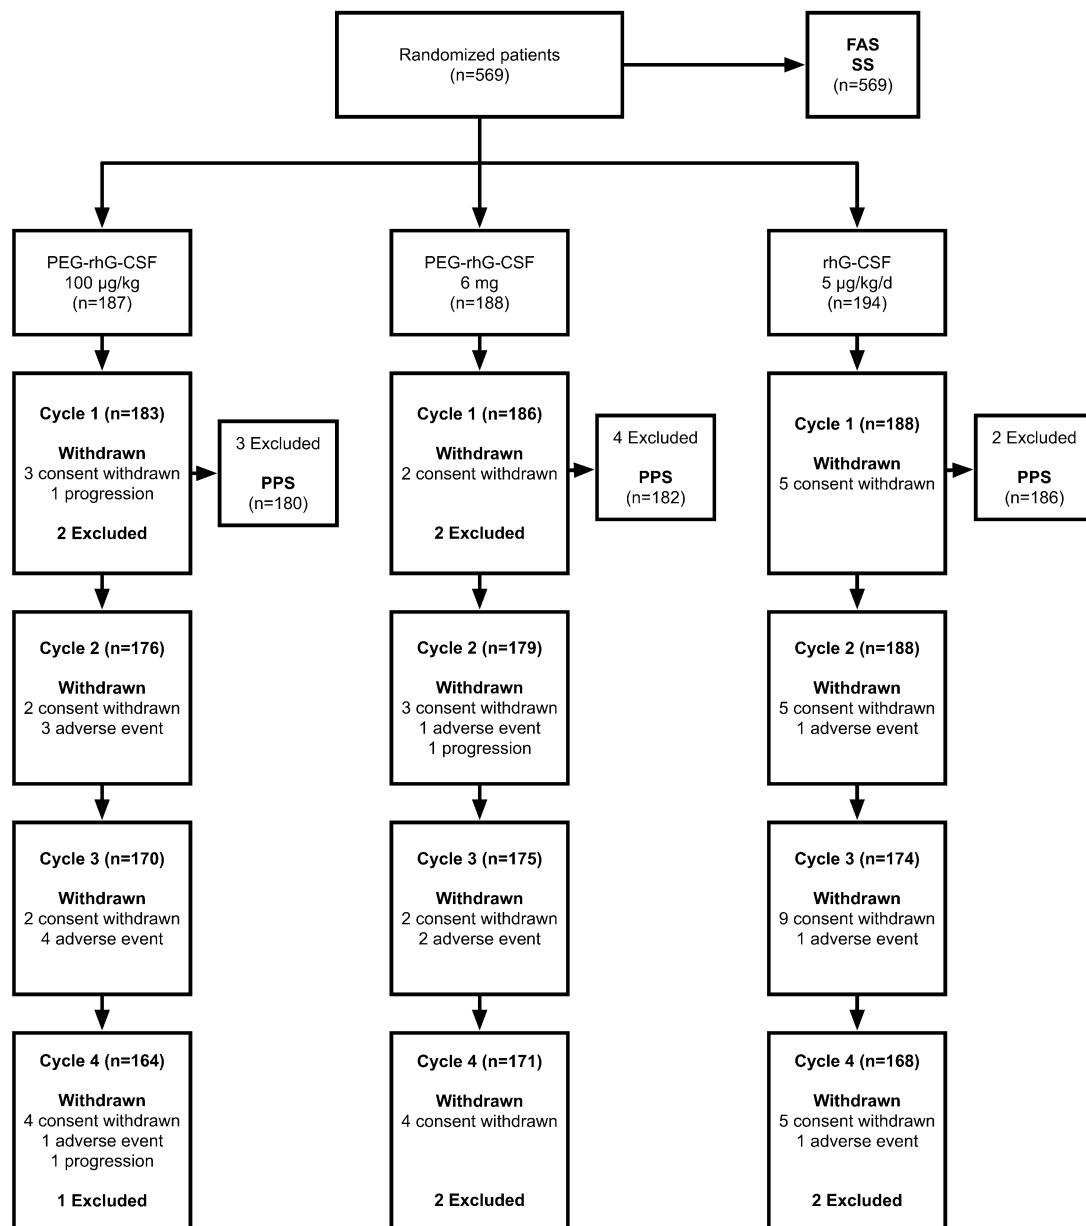 Randomized patients
(n=569)
FAS
SS
(n=569)
PEG-rhG-CSF
100 µg/kg
(n=187)
PEG-rhG-CSF
6 mg
(n=188)
rhG-CSF
5 µg/kg/d
(n=194)
Cycle 1 (n=183)
Withdrawn
3 consent withdrawn
1 progression
2 Excluded
3 Excluded
PPS
(n=180)
Cycle 1 (n=186)
Withdrawn
2 consent withdrawn
2 Excluded
4 Excluded
PPS
(n=182)
Cycle 1 (n=188)
Withdrawn
5 consent withdrawn
2 Excluded
PPS
(n=186)
Cycle 2 (n=176)
Withdrawn
2 consent withdrawn
3 adverse event
Cycle 2 (n=179)
Withdrawn
3 consent withdrawn
1 adverse event
1 progression
Cycle 2 (n=188)
Withdrawn
5 consent withdrawn
1 adverse event
Cycle 3 (n=170)
Withdrawn
2 consent withdrawn
4 adverse event
Cycle 3 (n=175)
Withdrawn
2 consent withdrawn
2 adverse event
Cycle 3 (n=174)
Withdrawn
9 consent withdrawn
1 adverse event
Cycle 4 (n=164)
Withdrawn
4 consent withdrawn
1 adverse event
1 progression
1 Excluded
Cycle 4 (n=171)
Withdrawn
4 consent withdrawn
2 Excluded
Cycle 4 (n=168)
Withdrawn
5 consent withdrawn
1 adverse event
2 Excluded